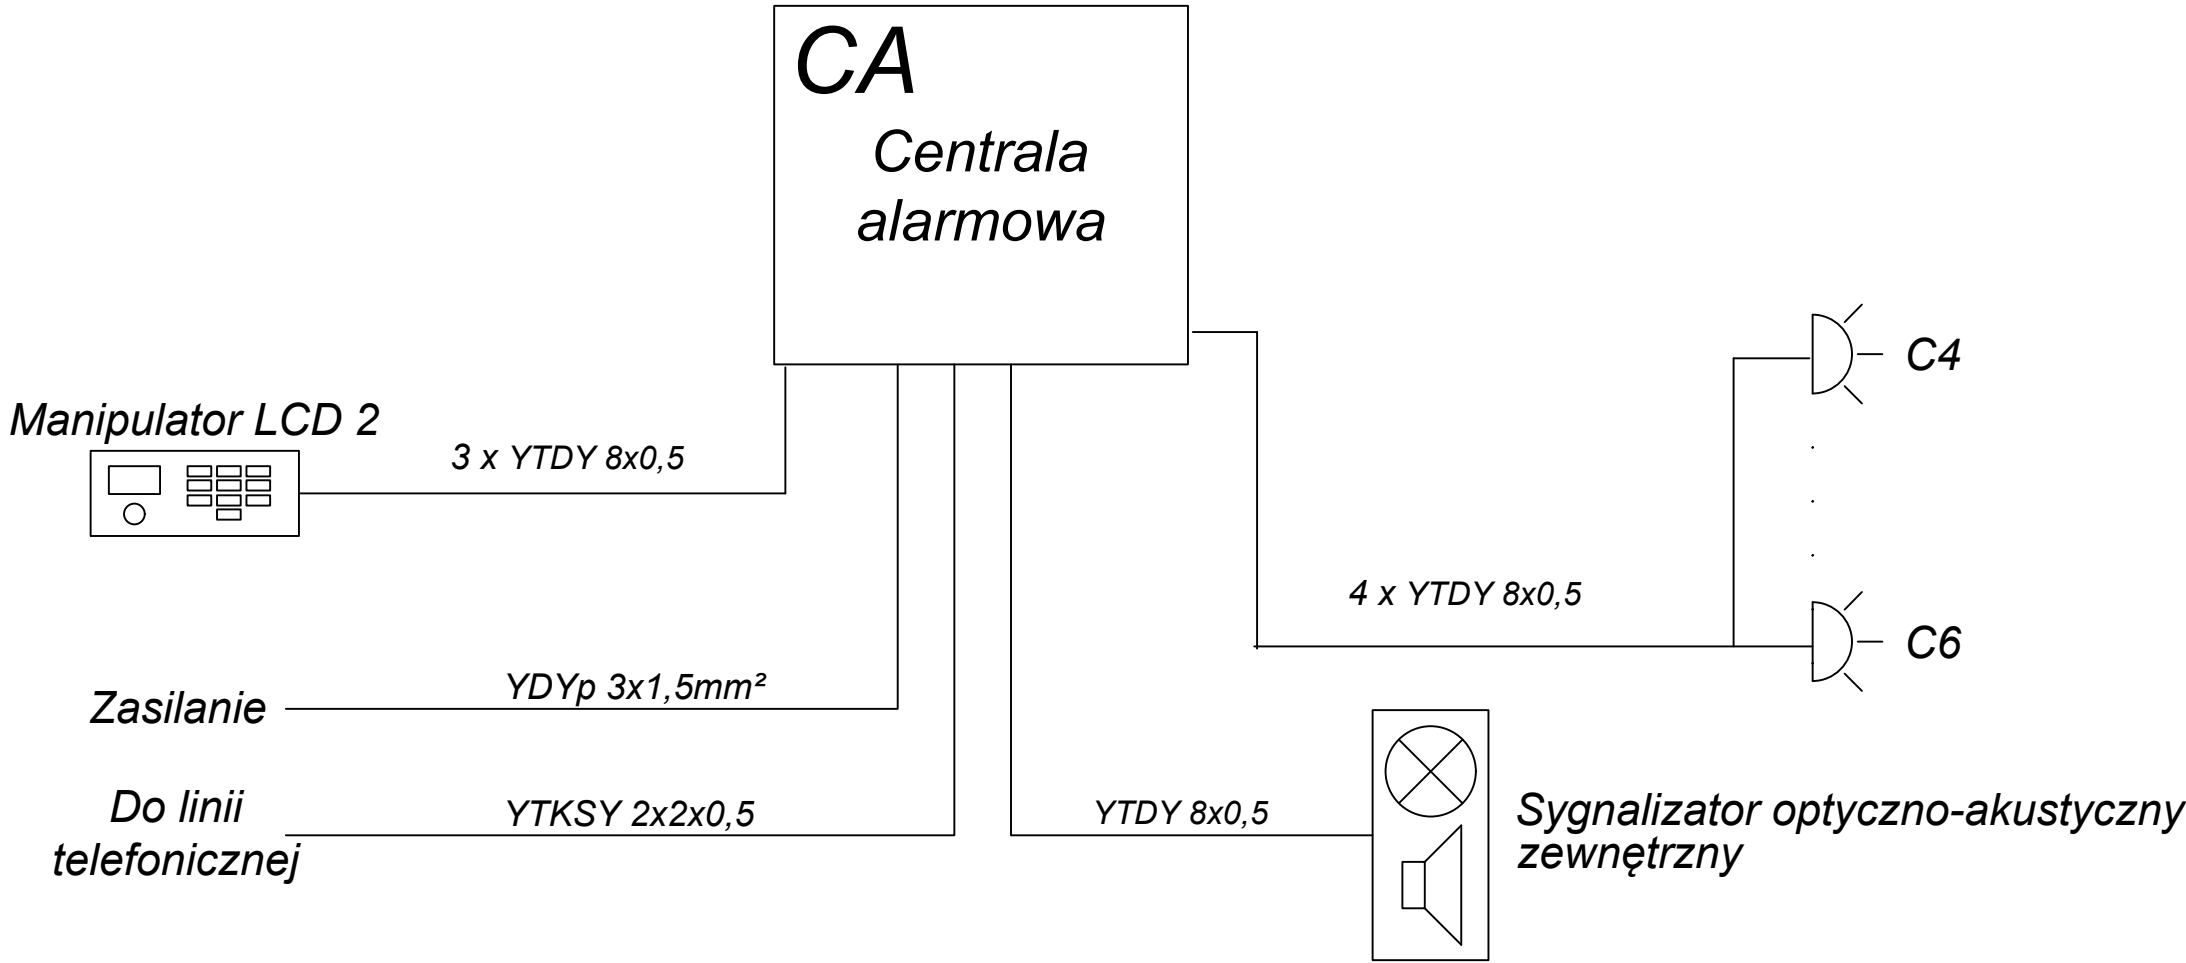 CA
Centrala
alarmowa
C4
Manipulator LCD 2
3 x YTDY 8x0,5
4 x YTDY 8x0,5
C6
YDYp 3x1,5mm²
Zasilanie
Do linii
telefonicznej
YTKSY 2x2x0,5
YTDY 8x0,5
Sygnalizator optyczno-akustyczny
zewnętrzny